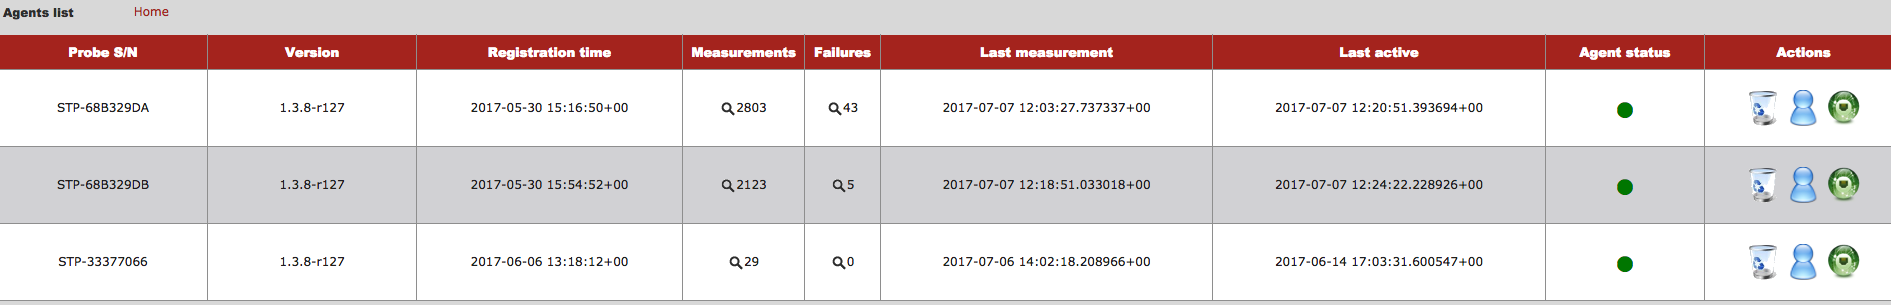 Agents list Home
Probe S/N Version Registration time Measurements Failures Last measurement Last active Agent status Actions
STP-68B329DA 1.3.8-r127 2017-05-30 15:16:50+00 2803 43 2017-07-07 12:03:27.737337+00 2017-07-07 12:20:51.393694+00
STP-68B329DB 1.3.8-r127 2017-05-30 15:54:52+00 2123 5 2017-07-07 12:18:51.033018+00 2017-07-07 12:24:22.228926+00
STP-33377066 1.3.8-r127 2017-06-06 13:18:12+00 29 0 2017-07-06 14:02:18.208966+00 2017-06-14 17:03:31.600547+00